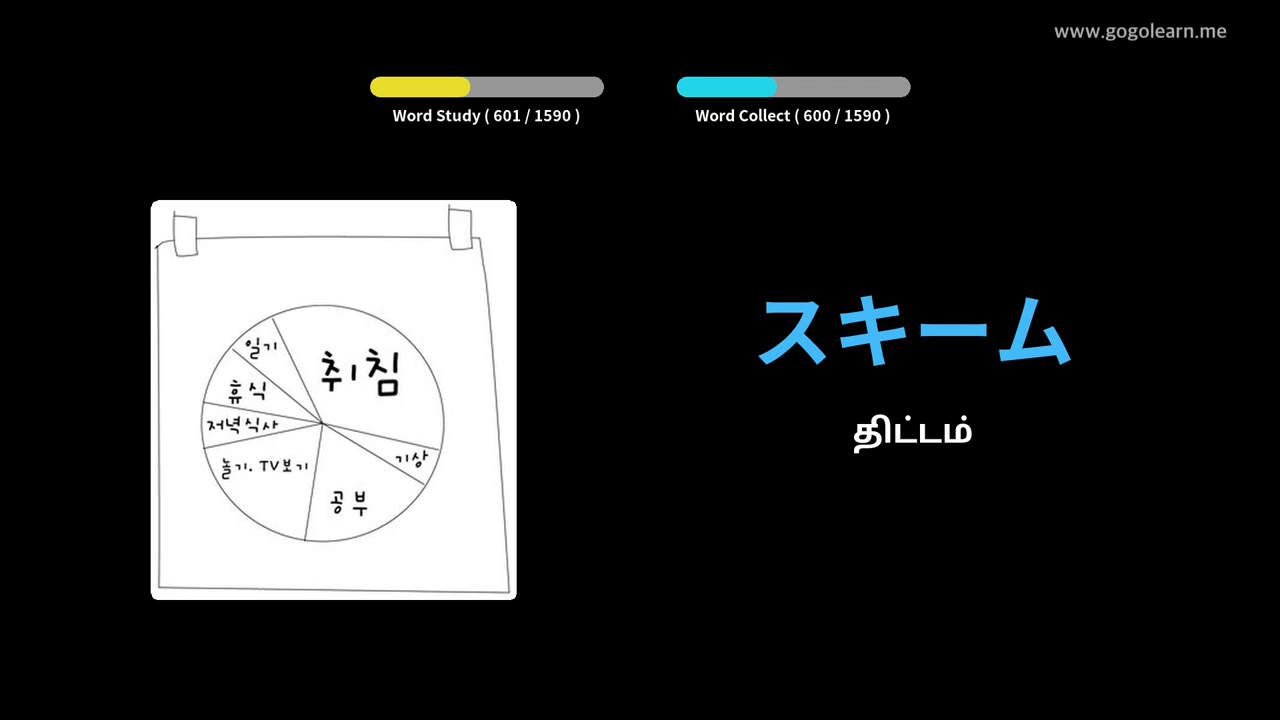 www.gogolearn.me
Word Study ( 601 / 1590 )
Word Collect ( 600 / 1590 )
일기
취침
휴식
저녁식사
놀기. TV보기
기상
공부
スキーム
திட்டம்